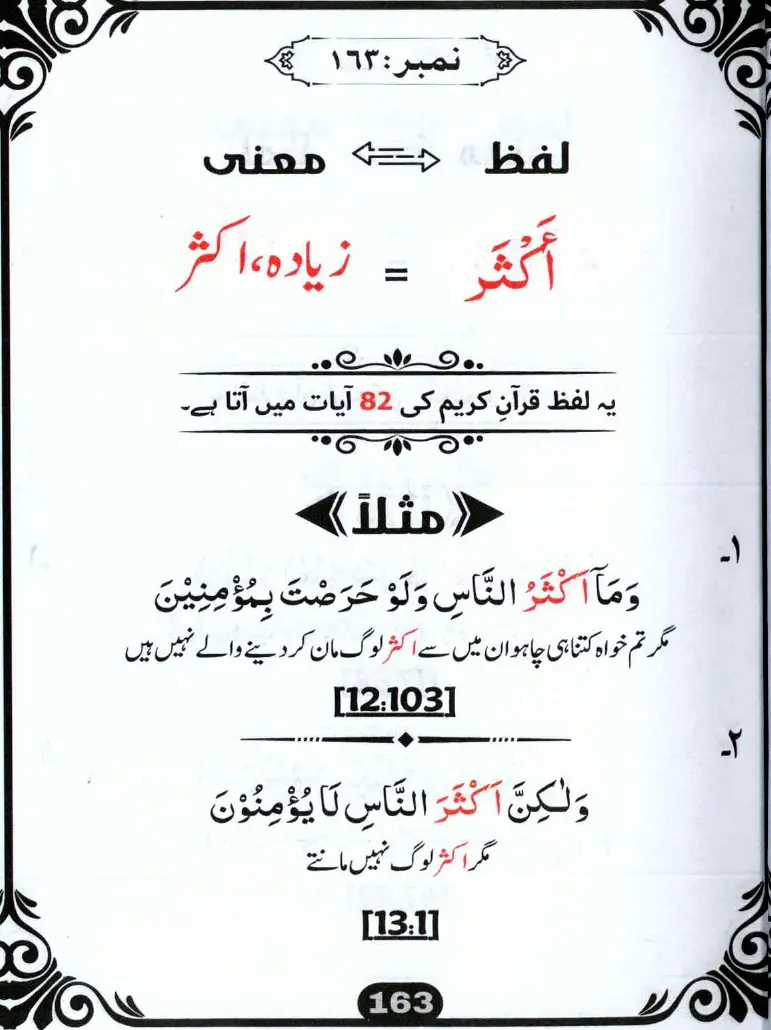 نمبر: ۱۶۳
لفظ ⇐⇒ معنی
أَكْثَرَ = زیادہ، اکثر
یہ لفظ قرآنِ کریم کی 82 آیات میں آتا ہے۔
مثلاً
۱۔
وَمَآ اَكْثَرُ النَّاسِ وَلَوْ حَرَصْتَ بِمُؤْمِنِيْنَ
مگر تم خواہ کتنا ہی چاہو ان میں سے اکثر لوگ مان کر دینے والے نہیں ہیں
[12:103]
۲۔
وَلٰكِنَّ اَكْثَرَ النَّاسِ لَا يُؤْمِنُوْنَ
مگر اکثر لوگ نہیں مانتے
[13:1]
163